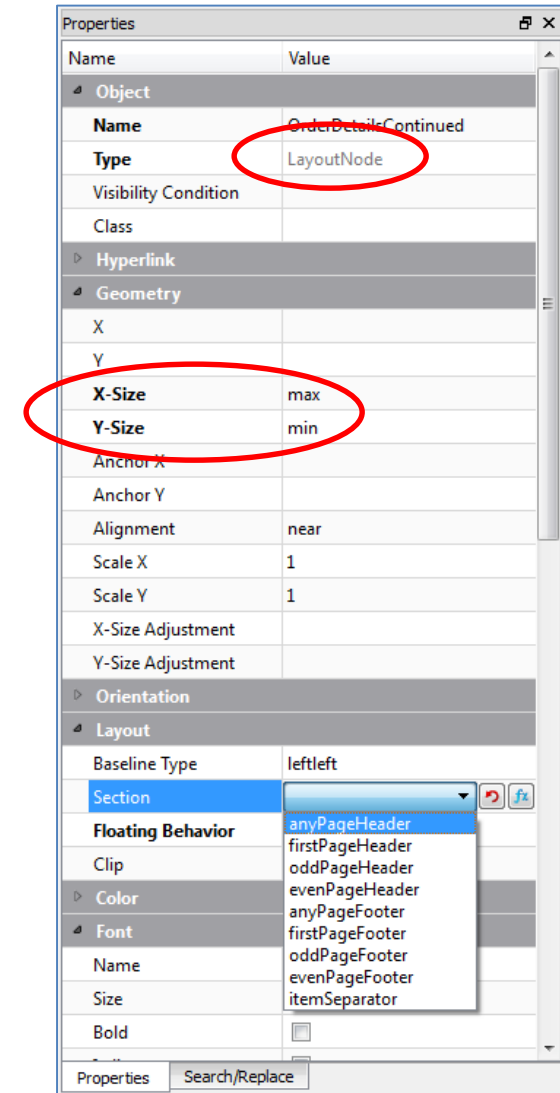 Properties
Name Value
Object
Name OrderDetailsContinued
Type LayoutNode
Visibility Condition
Class
Hyperlink
Geometry
X
Y
X-Size max
Y-Size min
Anchor X
Anchor Y
Alignment near
Scale X 1
Scale Y 1
X-Size Adjustment
Y-Size Adjustment
Orientation
Layout
Baseline Type leftleft
Section fx
Floating Behavior anyPageHeader
firstPageHeader
Clip oddPageHeader
evenPageHeader
Color anyPageFooter
Font firstPageFooter
Name oddPageFooter
evenPageFooter
Size itemSeparator
Bold
Properties Search/Replace